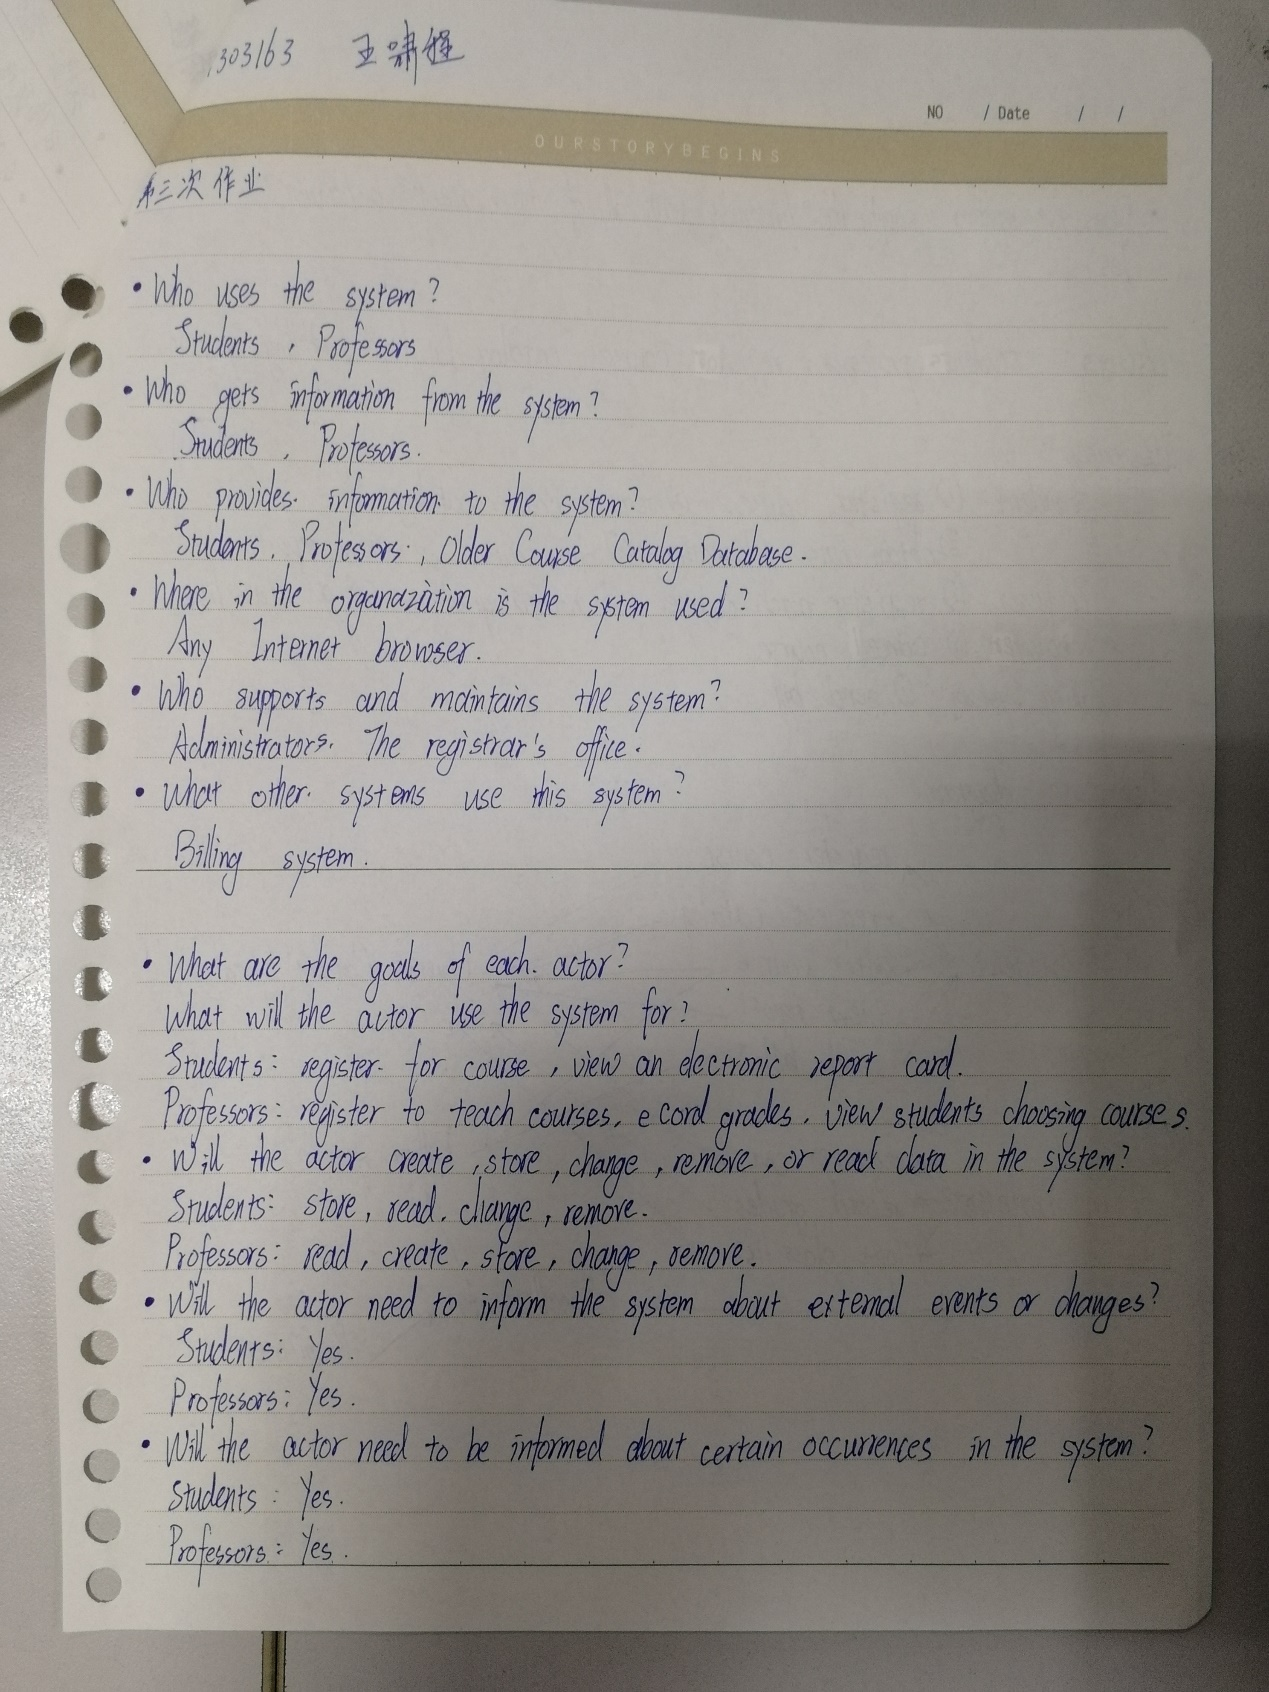 303163 王啸程
NO / Date / /
OURSTORYBEGINS
第三次作业
• Who uses the system?
Students , Professors
• Who gets information from the system?
Students , Professors.
• Who provides. information to the system?
Students , Professors , Older Course Catalog Database.
• Where in the organazation is the system used?
Any Internet browser.
• Who supports and maintains the system?
Administrators. The registrar's office.
• What other systems use this system?
Billing system.
• What are the goals of each. actor?
What will the actor use the system for?
Students: register for course , view an electronic report card.
Professors: register to teach courses, ecord grades, view students choosing courses.
• Will the actor create , store , change , remove , or read data in the system?
Students: store , read , change , remove.
Professors: read , create , store , change , remove.
• Will the actor need to inform the system about external events or changes?
Students: Yes.
Professors: Yes.
• Will the actor need to be informed about certain occurrences in the system?
Students : Yes.
Professors: Yes.